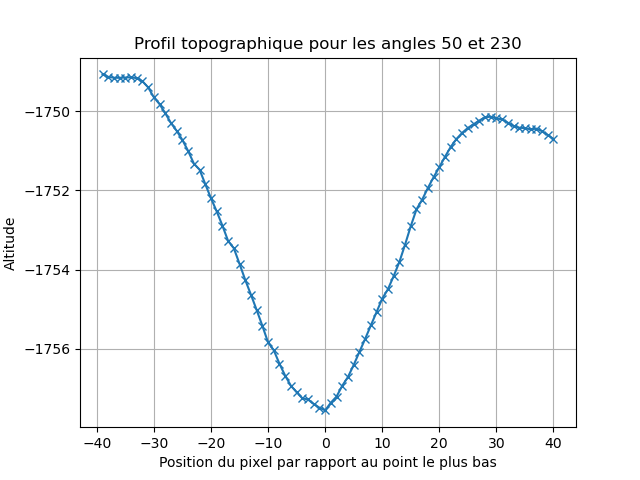 Profil topographique pour les angles 50 et 230
Altitude
−1750
−1752
−1754
−1756
−40 −30 −20 −10 0 10 20 30 40
Position du pixel par rapport au point le plus bas